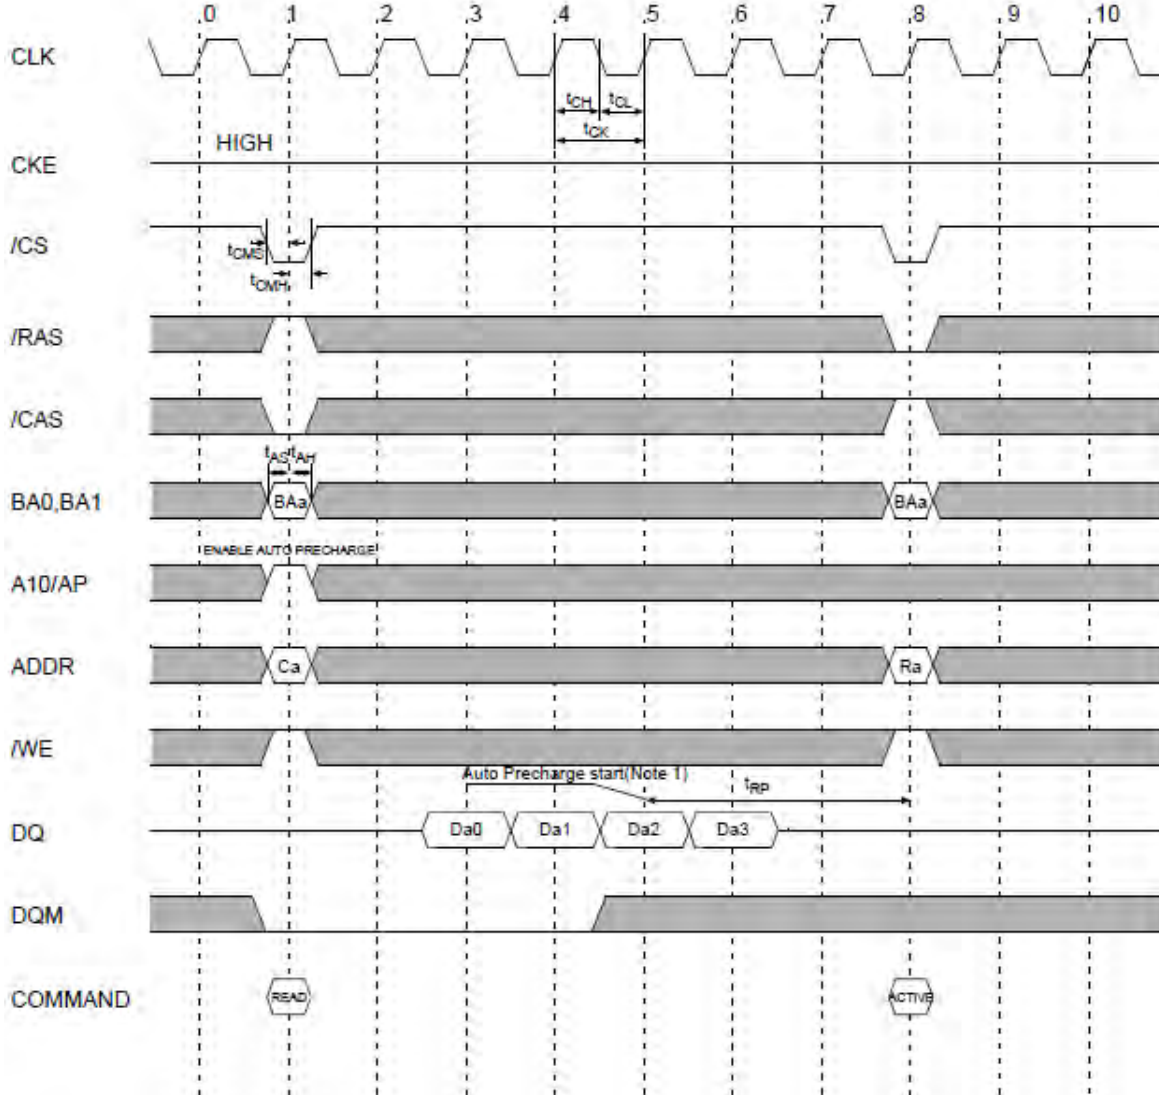 .0 .1 .2 .3 .4 .5 .6 .7 .8 .9 .10
CLK
tCH tCL
tCK
HIGH
CKE
/CS
tCMS
tCMH
/RAS
/CAS
tAS tAH
BA0,BA1 BAa BAa
ENABLE AUTO PRECHARGE
A10/AP
ADDR Ca Ra
/WE
Auto Precharge start(Note 1) tRP
DQ Da0 Da1 Da2 Da3
DQM
COMMAND READ ACTIVE